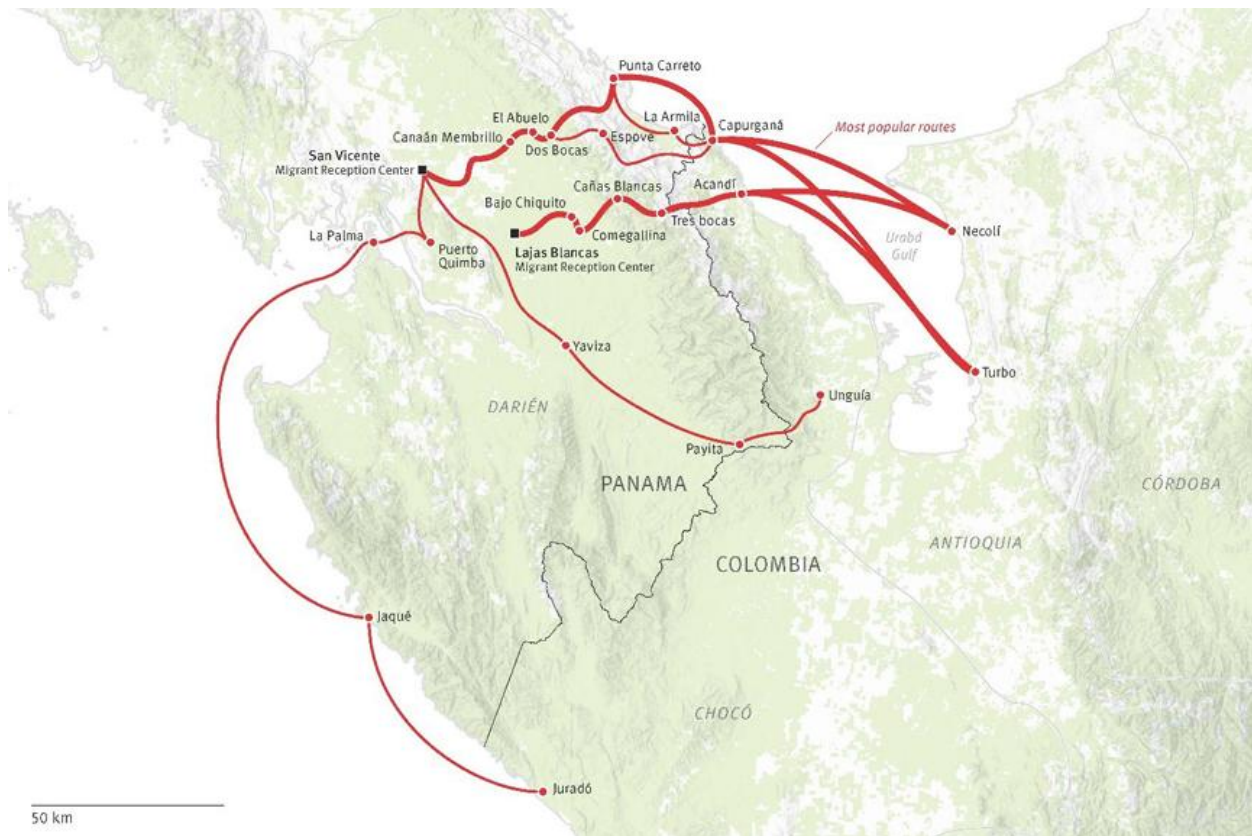 Punta Carreto
El Abuelo
La Armila
Capurganá
Most popular routes
Canaán Membrillo
Dos Bocas
Espove
San Vicente
Migrant Reception Center
Cañas Blancas
Acandí
Bajo Chiquito
Tres bocas
Necolí
La Palma
Puerto
Quimba
Comegallina
Urabd
Gulf
Lajas Blancas
Migrant Reception Center
Yaviza
Turbo
Unguía
DARIÉN
Payita
PANAMA
CÓRDOBA
ANTIOQUIA
COLOMBIA
Jaqué
CHOCÓ
Juradó
50 km